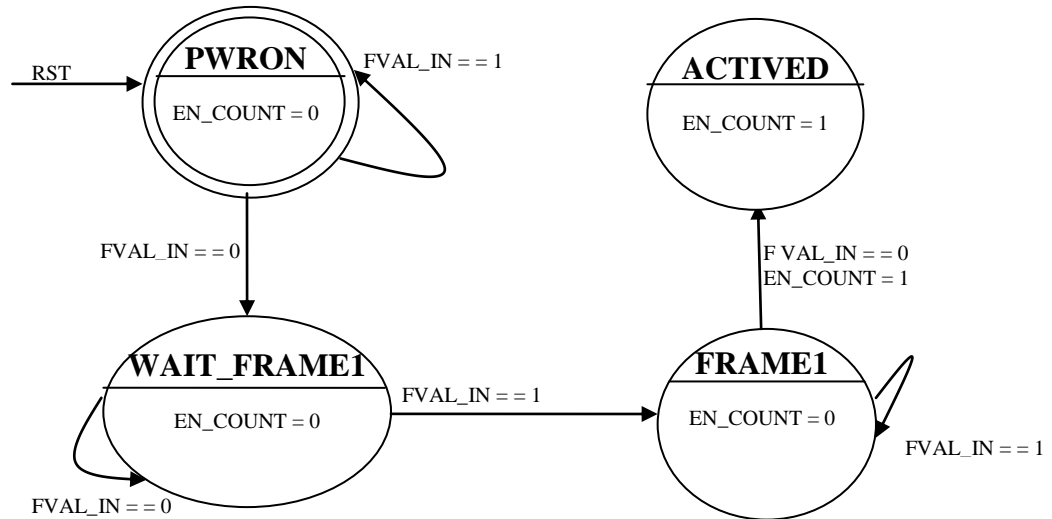 PWRON
RST
FVAL_IN = = 1
EN_COUNT = 0
ACTIVED
EN_COUNT = 1
FVAL_IN = = 0
F VAL_IN = = 0
EN_COUNT = 1
WAIT_FRAME1
EN_COUNT = 0
FVAL_IN = = 0
FVAL_IN = = 1
FRAME1
EN_COUNT = 0
FVAL_IN = = 1